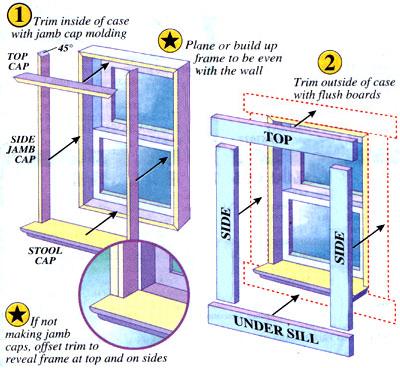 1
Trim inside of case
with jamb cap molding
45°
TOP
CAP
SIDE
JAMB
CAP
STOOL
CAP
Plane or build up
frame to be even
with the wall
2
Trim outside of case
with flush boards
TOP
SIDE
SIDE
UNDER SILL
If not
making jamb
caps, offset trim to
reveal frame at top and on sides